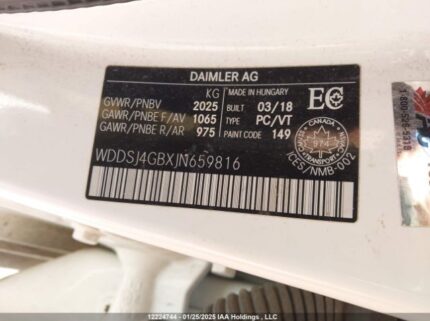 DAIMLER AG
KG
MADE IN HUNGARY
GVWR/PNBV 2025 BUILT 03/18
GAWR/PNBE F/AV 1065 TYPE PC/VT
GAWR/PNBE R/AR 975 PAINT CODE 149
WDDSJ4GBXJN659816
EC
CANADA
974
TRANSPORT
ICES/NMB-002
12224744 - 01/25/2025 IAA Holdings, LLC